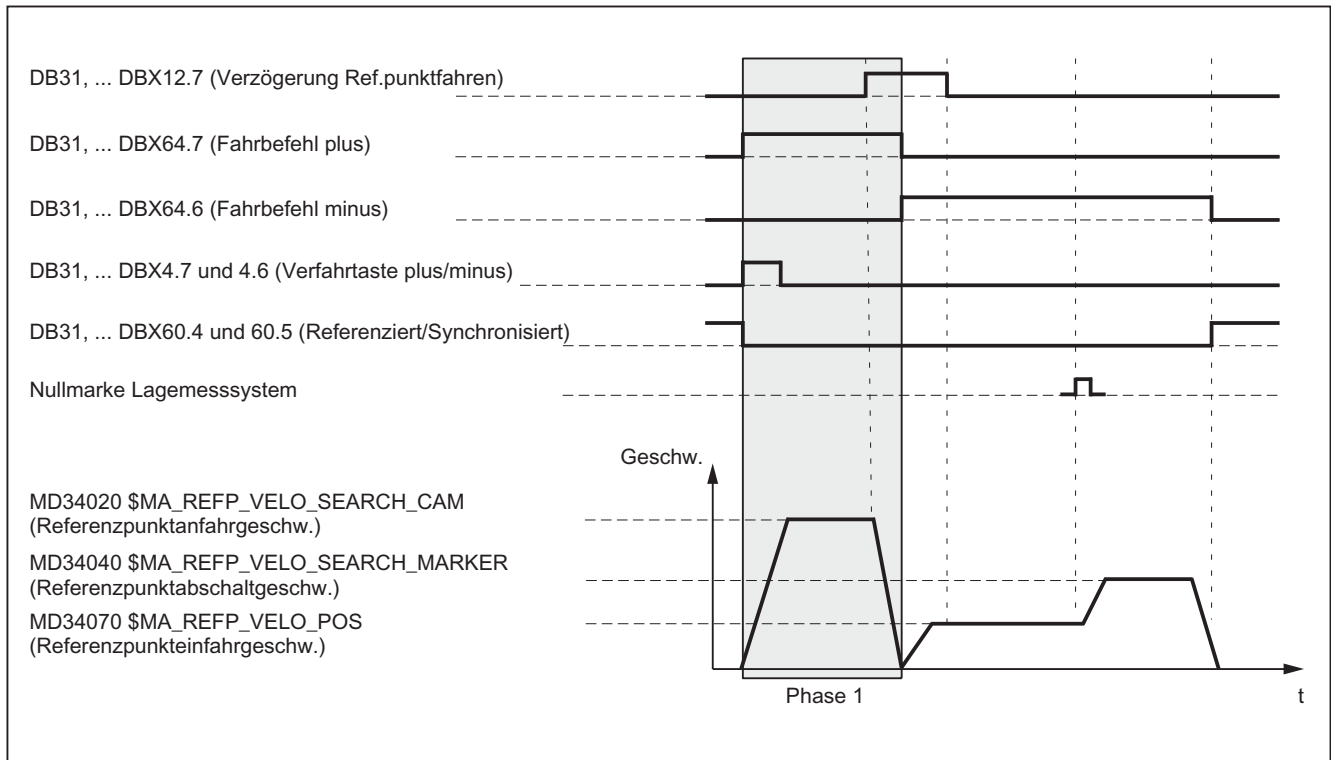 DB31, ... DBX12.7 (Verzögerung Ref.punktfahren)
DB31, ... DBX64.7 (Fahrbefehl plus)
DB31, ... DBX64.6 (Fahrbefehl minus)
DB31, ... DBX4.7 und 4.6 (Verfahrtaste plus/minus)
DB31, ... DBX60.4 und 60.5 (Referenziert/Synchronisiert)
Nullmarke Lagemesssystem
Geschw.
MD34020 $MA_REFP_VELO_SEARCH_CAM
(Referenzpunktanfahrgeschw.)
MD34040 $MA_REFP_VELO_SEARCH_MARKER
(Referenzpunktabschaltgeschw.)
MD34070 $MA_REFP_VELO_POS
(Referenzpunkteinfahrgeschw.)
Phase 1
t